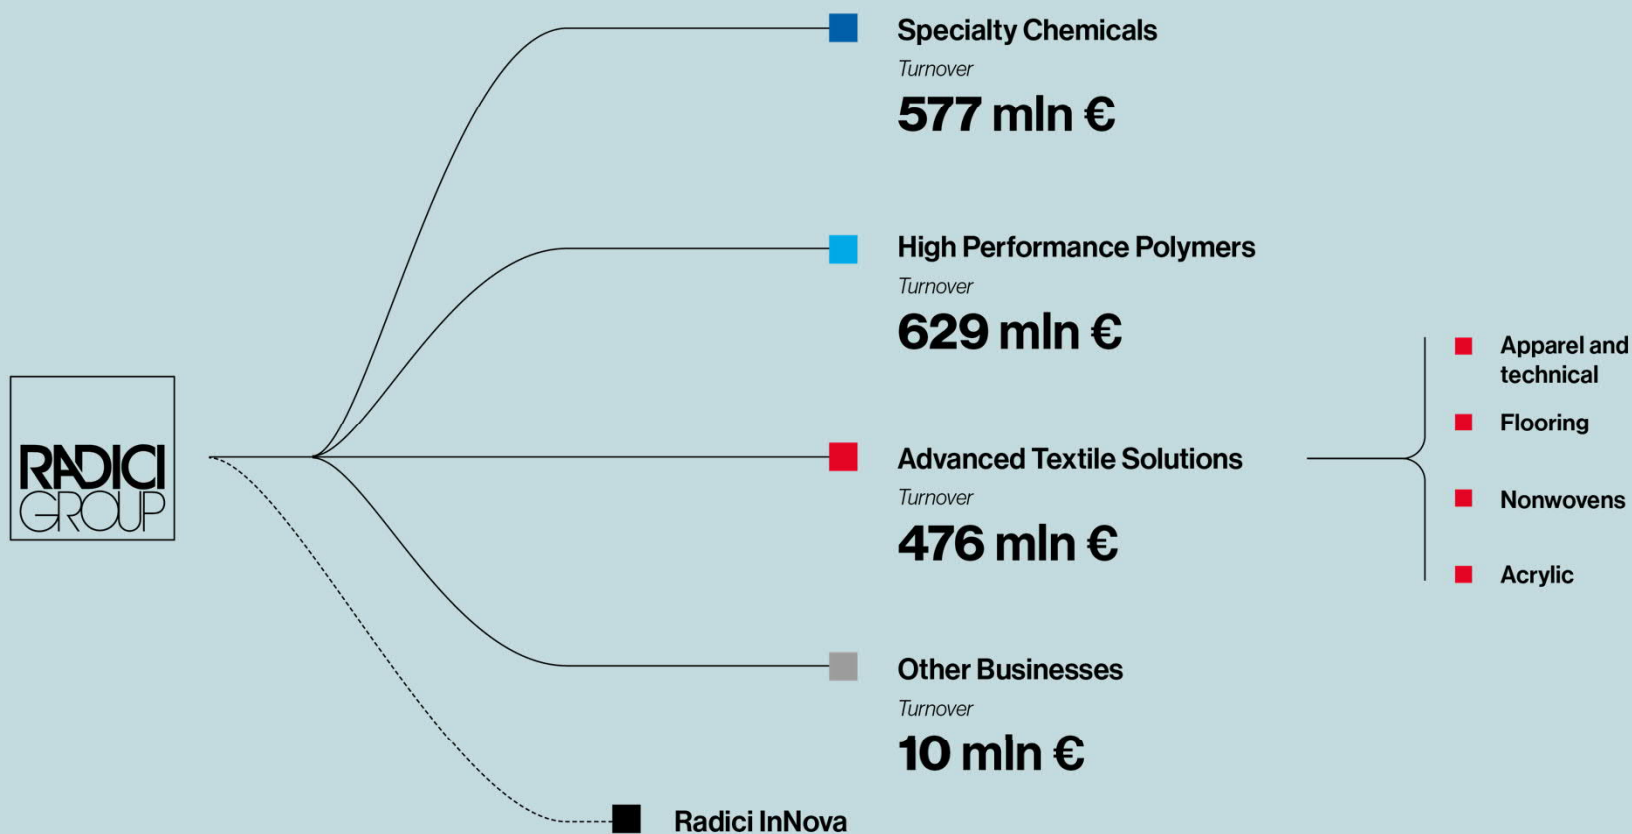 Specialty Chemicals
Turnover
577 mln €
High Performance Polymers
Turnover
629 mln €
RADICI
GROUP
Advanced Textile Solutions
Turnover
476 mln €
Apparel and
technical
Flooring
Nonwovens
Acrylic
Other Businesses
Turnover
10 mln €
Radici InNova